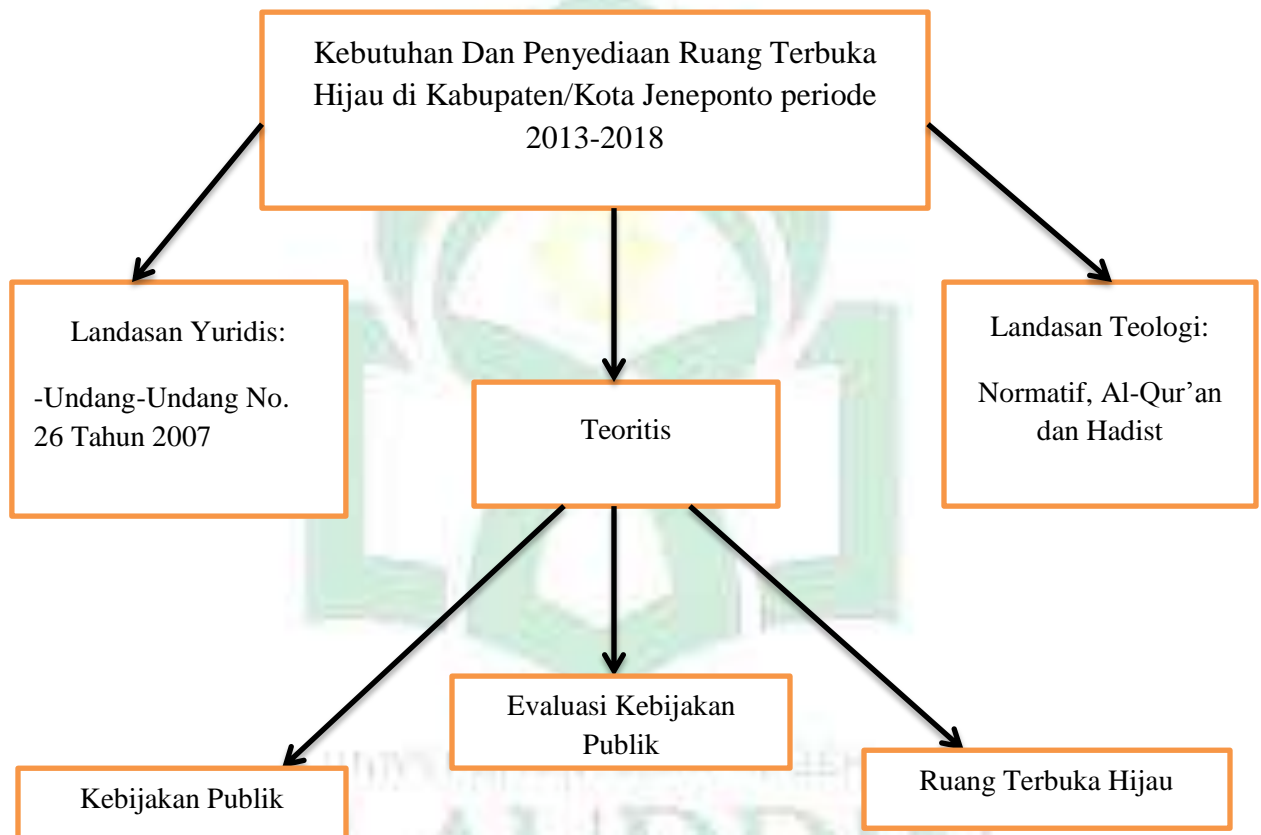 Kebutuhan Dan Penyediaan Ruang Terbuka
Hijau di Kabupaten/Kota Jeneponto periode
2013-2018
Landasan Yuridis:
-Undang-Undang No.
26 Tahun 2007
Teoritis
Landasan Teologi:
Normatif, Al-Qur’an
dan Hadist
Kebijakan Publik
Evaluasi Kebijakan
Publik
Ruang Terbuka Hijau